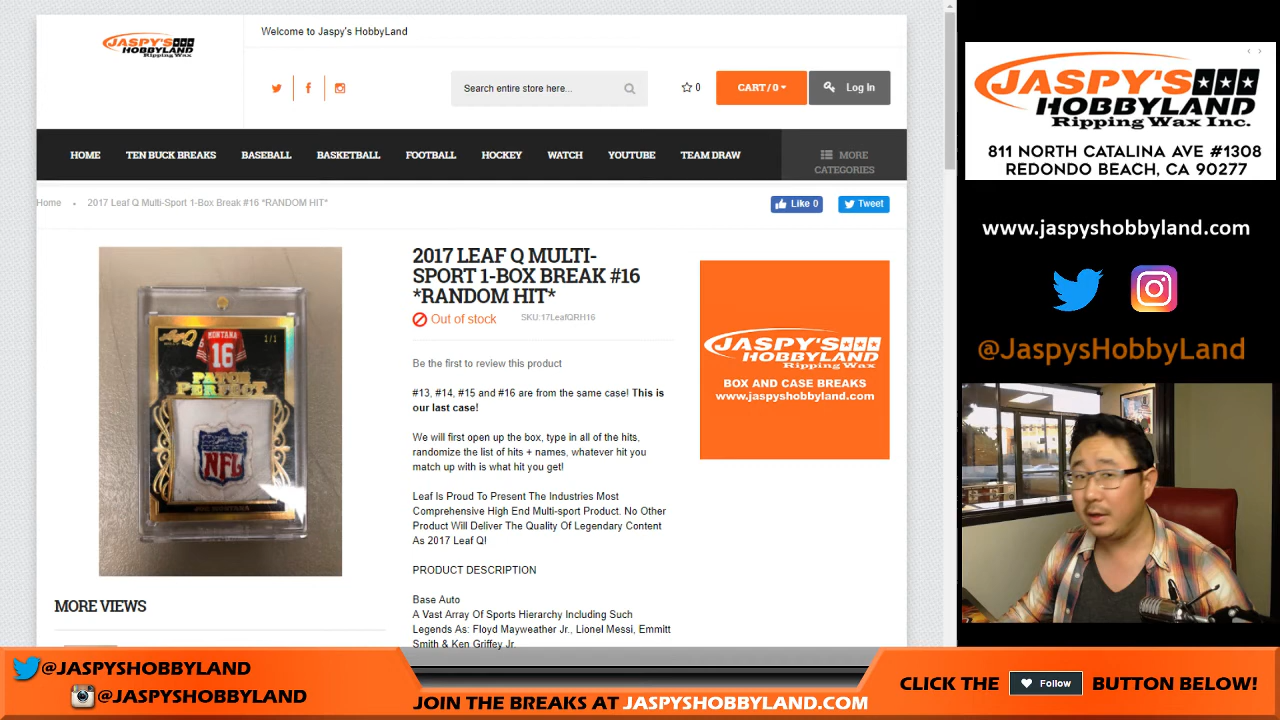 JASPY'S
HOBBYLAND
Ripping Wax
Welcome to Jaspy's HobbyLand
Search entire store here...
0
CART / 0
Log In
HOME
TEN BUCK BREAKS
BASEBALL
BASKETBALL
FOOTBALL
HOCKEY
WATCH
YOUTUBE
TEAM DRAW
MORE
CATEGORIES
Home • 2017 Leaf Q Multi-Sport 1-Box Break #16 *RANDOM HIT*
Like 0
Tweet
MONTANA
16
1/1
PATCH
PERFECT
NFL
JOE MONTANA
MORE VIEWS
2017 LEAF Q MULTI-
SPORT 1-BOX BREAK #16
*RANDOM HIT*
Out of stock
SKU:17LeafQRH16
Be the first to review this product
#13, #14, #15 and #16 are from the same case! This is
our last case!
We will first open up the box, type in all of the hits,
randomize the list of hits + names, whatever hit you
match up with is what hit you get!
Leaf Is Proud To Present The Industries Most
Comprehensive High End Multi-sport Product. No Other
Product Will Deliver The Quality Of Legendary Content
As 2017 Leaf Q!
PRODUCT DESCRIPTION
Base Auto
A Vast Array Of Sports Hierarchy Including Such
Legends As: Floyd Mayweather Jr., Lionel Messi, Emmitt
Smith & Ken Griffey Jr.
JASPY'S
HOBBYLAND
Ripping Wax
BOX AND CASE BREAKS
www.jaspyshobbyland.com
JASPY'S
HOBBYLAND
Ripping Wax Inc.
811 NORTH CATALINA AVE #1308
REDONDO BEACH, CA 90277
www.jaspyshobbyland.com
@JaspysHobbyLand
@JASPYSHOBBYLAND
@JASPYSHOBBYLAND
JOIN THE BREAKS AT JASPYSHOBBYLAND.COM
CLICK THE Follow BUTTON BELOW!